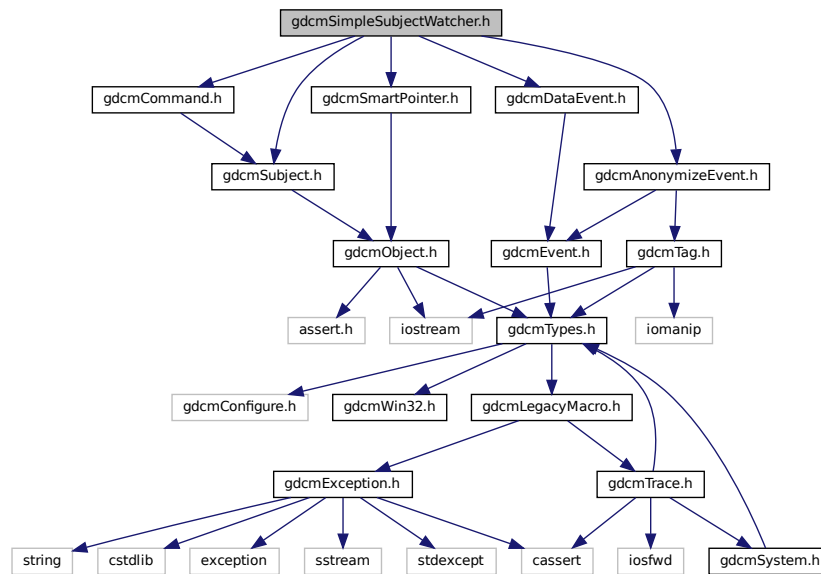 gdcmSimpleSubjectWatcher.h
gdcmCommand.h
gdcmSmartPointer.h
gdcmDataEvent.h
gdcmSubject.h
gdcmAnonymizeEvent.h
gdcmObject.h
gdcmEvent.h
gdcmTag.h
assert.h
iostream
gdcmTypes.h
iomanip
gdcmConfigure.h
gdcmWin32.h
gdcmLegacyMacro.h
gdcmException.h
gdcmTrace.h
string
cstdlib
exception
sstream
stdexcept
cassert
iosfwd
gdcmSystem.h